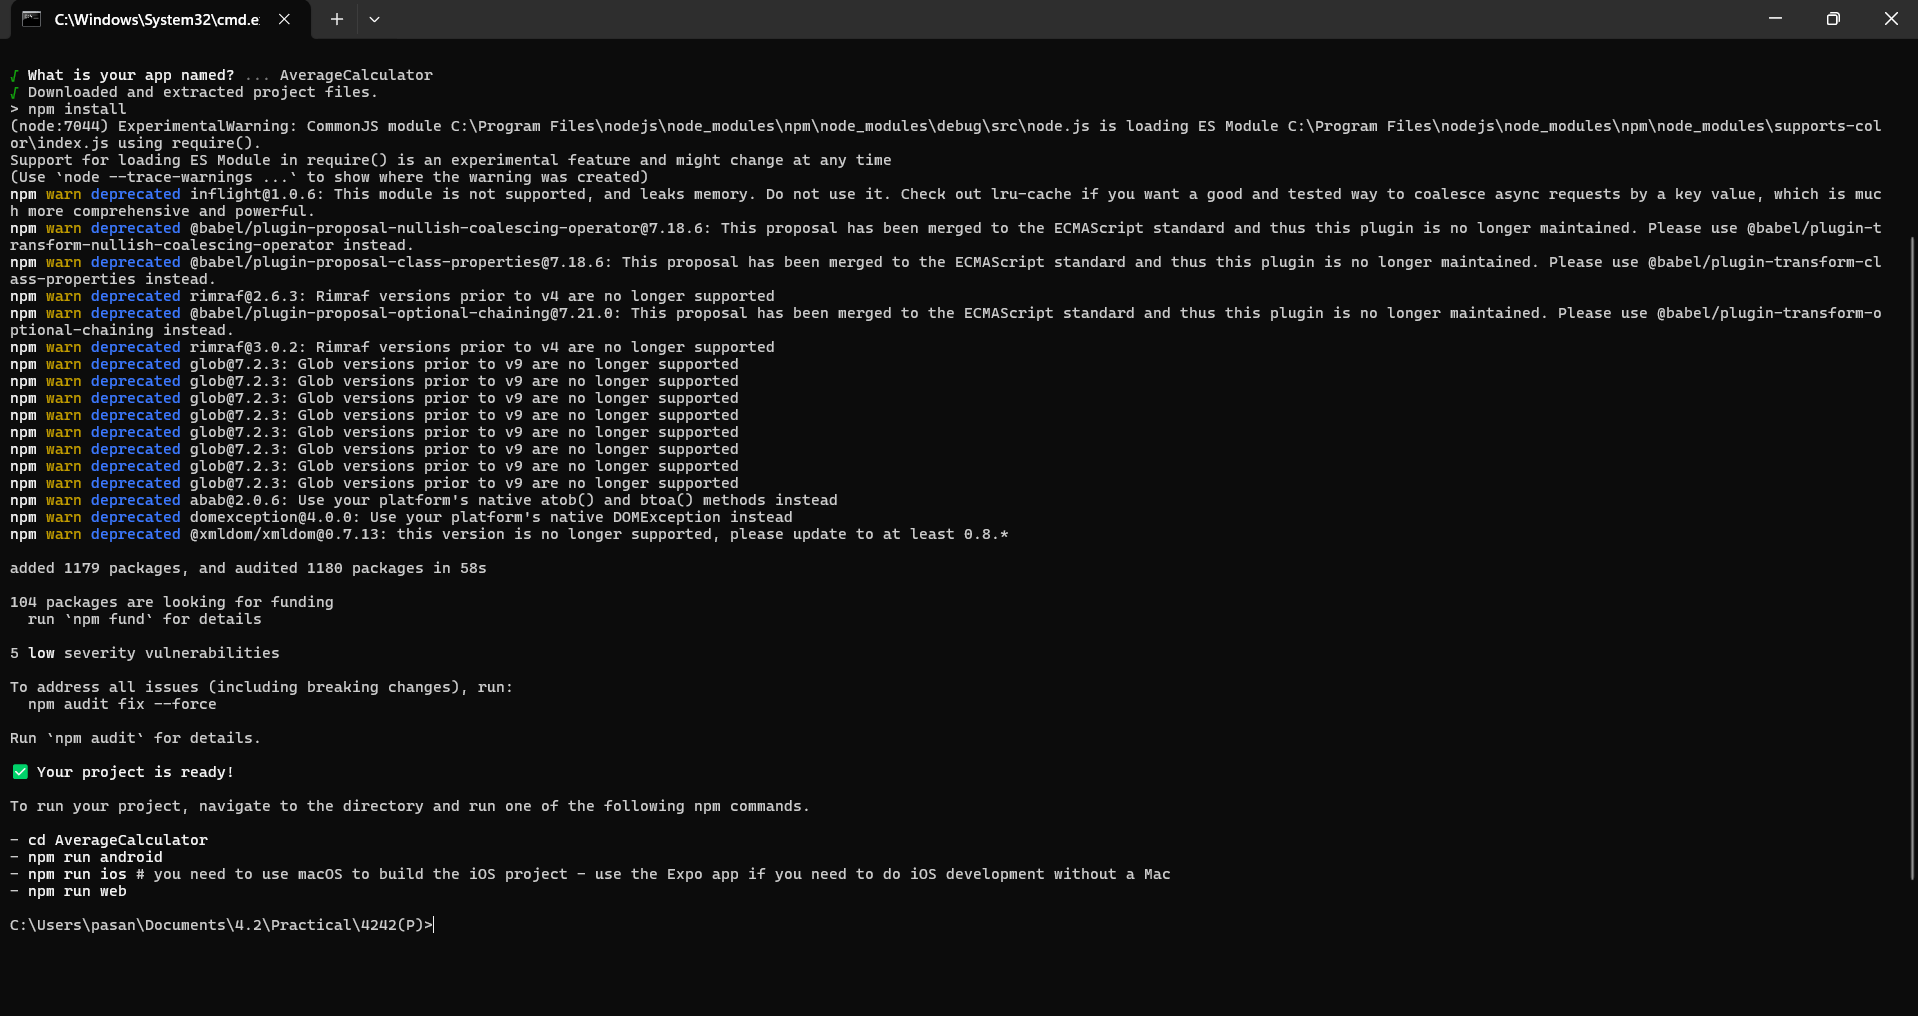 C:\Windows\System32\cmd.e
√ What is your app named? ... AverageCalculator
√ Downloaded and extracted project files.
> npm install
(node:7044) ExperimentalWarning: CommonJS module C:\Program Files\nodejs\node_modules\npm\node_modules\debug\src\node.js is loading ES Module C:\Program Files\nodejs\node_modules\npm\node_modules\supports-col
or\index.js using require().
Support for loading ES Module in require() is an experimental feature and might change at any time
(Use `node --trace-warnings ...` to show where the warning was created)
npm warn deprecated inflight@1.0.6: This module is not supported, and leaks memory. Do not use it. Check out lru-cache if you want a good and tested way to coalesce async requests by a key value, which is muc
h more comprehensive and powerful.
npm warn deprecated @babel/plugin-proposal-nullish-coalescing-operator@7.18.6: This proposal has been merged to the ECMAScript standard and thus this plugin is no longer maintained. Please use @babel/plugin-t
ransform-nullish-coalescing-operator instead.
npm warn deprecated @babel/plugin-proposal-class-properties@7.18.6: This proposal has been merged to the ECMAScript standard and thus this plugin is no longer maintained. Please use @babel/plugin-transform-cl
ass-properties instead.
npm warn deprecated rimraf@2.6.3: Rimraf versions prior to v4 are no longer supported
npm warn deprecated @babel/plugin-proposal-optional-chaining@7.21.0: This proposal has been merged to the ECMAScript standard and thus this plugin is no longer maintained. Please use @babel/plugin-transform-o
ptional-chaining instead.
npm warn deprecated rimraf@3.0.2: Rimraf versions prior to v4 are no longer supported
npm warn deprecated glob@7.2.3: Glob versions prior to v9 are no longer supported
npm warn deprecated glob@7.2.3: Glob versions prior to v9 are no longer supported
npm warn deprecated glob@7.2.3: Glob versions prior to v9 are no longer supported
npm warn deprecated glob@7.2.3: Glob versions prior to v9 are no longer supported
npm warn deprecated glob@7.2.3: Glob versions prior to v9 are no longer supported
npm warn deprecated glob@7.2.3: Glob versions prior to v9 are no longer supported
npm warn deprecated glob@7.2.3: Glob versions prior to v9 are no longer supported
npm warn deprecated glob@7.2.3: Glob versions prior to v9 are no longer supported
npm warn deprecated abab@2.0.6: Use your platform's native atob() and btoa() methods instead
npm warn deprecated domexception@4.0.0: Use your platform's native DOMException instead
npm warn deprecated @xmldom/xmldom@0.7.13: this version is no longer supported, please update to at least 0.8.*
added 1179 packages, and audited 1180 packages in 58s
104 packages are looking for funding
run `npm fund` for details
5 low severity vulnerabilities
To address all issues (including breaking changes), run:
npm audit fix --force
Run `npm audit` for details.
✅ Your project is ready!
To run your project, navigate to the directory and run one of the following npm commands.
- cd AverageCalculator
- npm run android
- npm run ios # you need to use macOS to build the iOS project - use the Expo app if you need to do iOS development without a Mac
- npm run web
C:\Users\pasan\Documents\4.2\Practical\4242(P)>